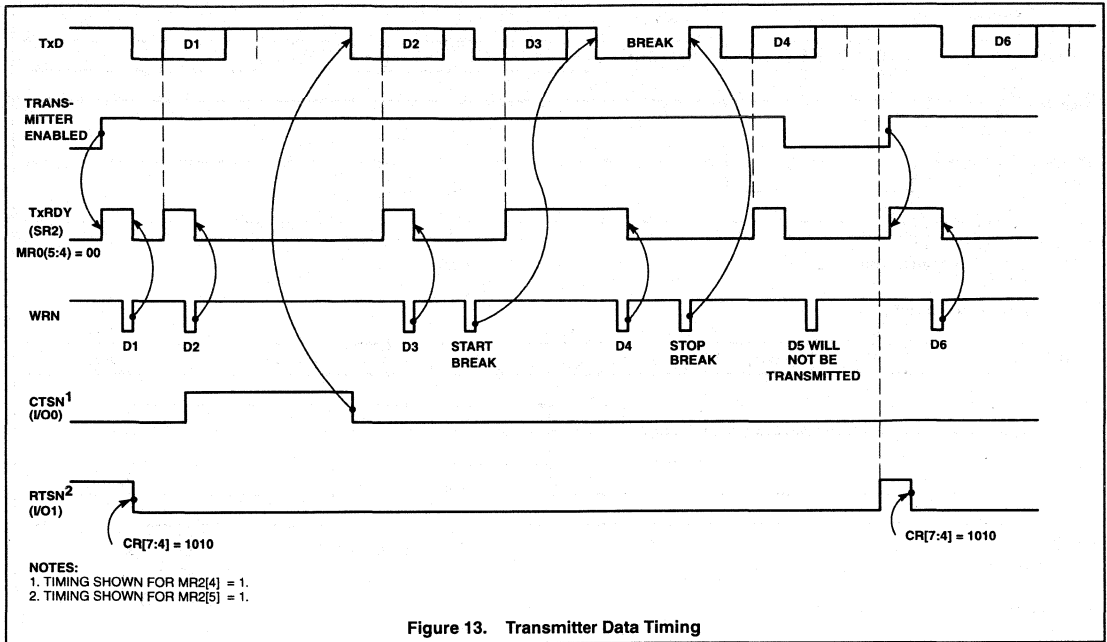 TxD
D1
D2
D3
BREAK
D4
D6
TRANS-
MITTER
ENABLED
TxRDY
(SR2)
MR0(5:4) = 00
WRN
D1
D2
D3
START
BREAK
D4
STOP
BREAK
D5 WILL
NOT BE
TRANSMITTED
D6
CTSN1
(I/O0)
RTSN2
(I/O1)
CR[7:4] = 1010
CR[7:4] = 1010
NOTES:
1. TIMING SHOWN FOR MR2[4] = 1.
2. TIMING SHOWN FOR MR2[5] = 1.
Figure 13. Transmitter Data Timing